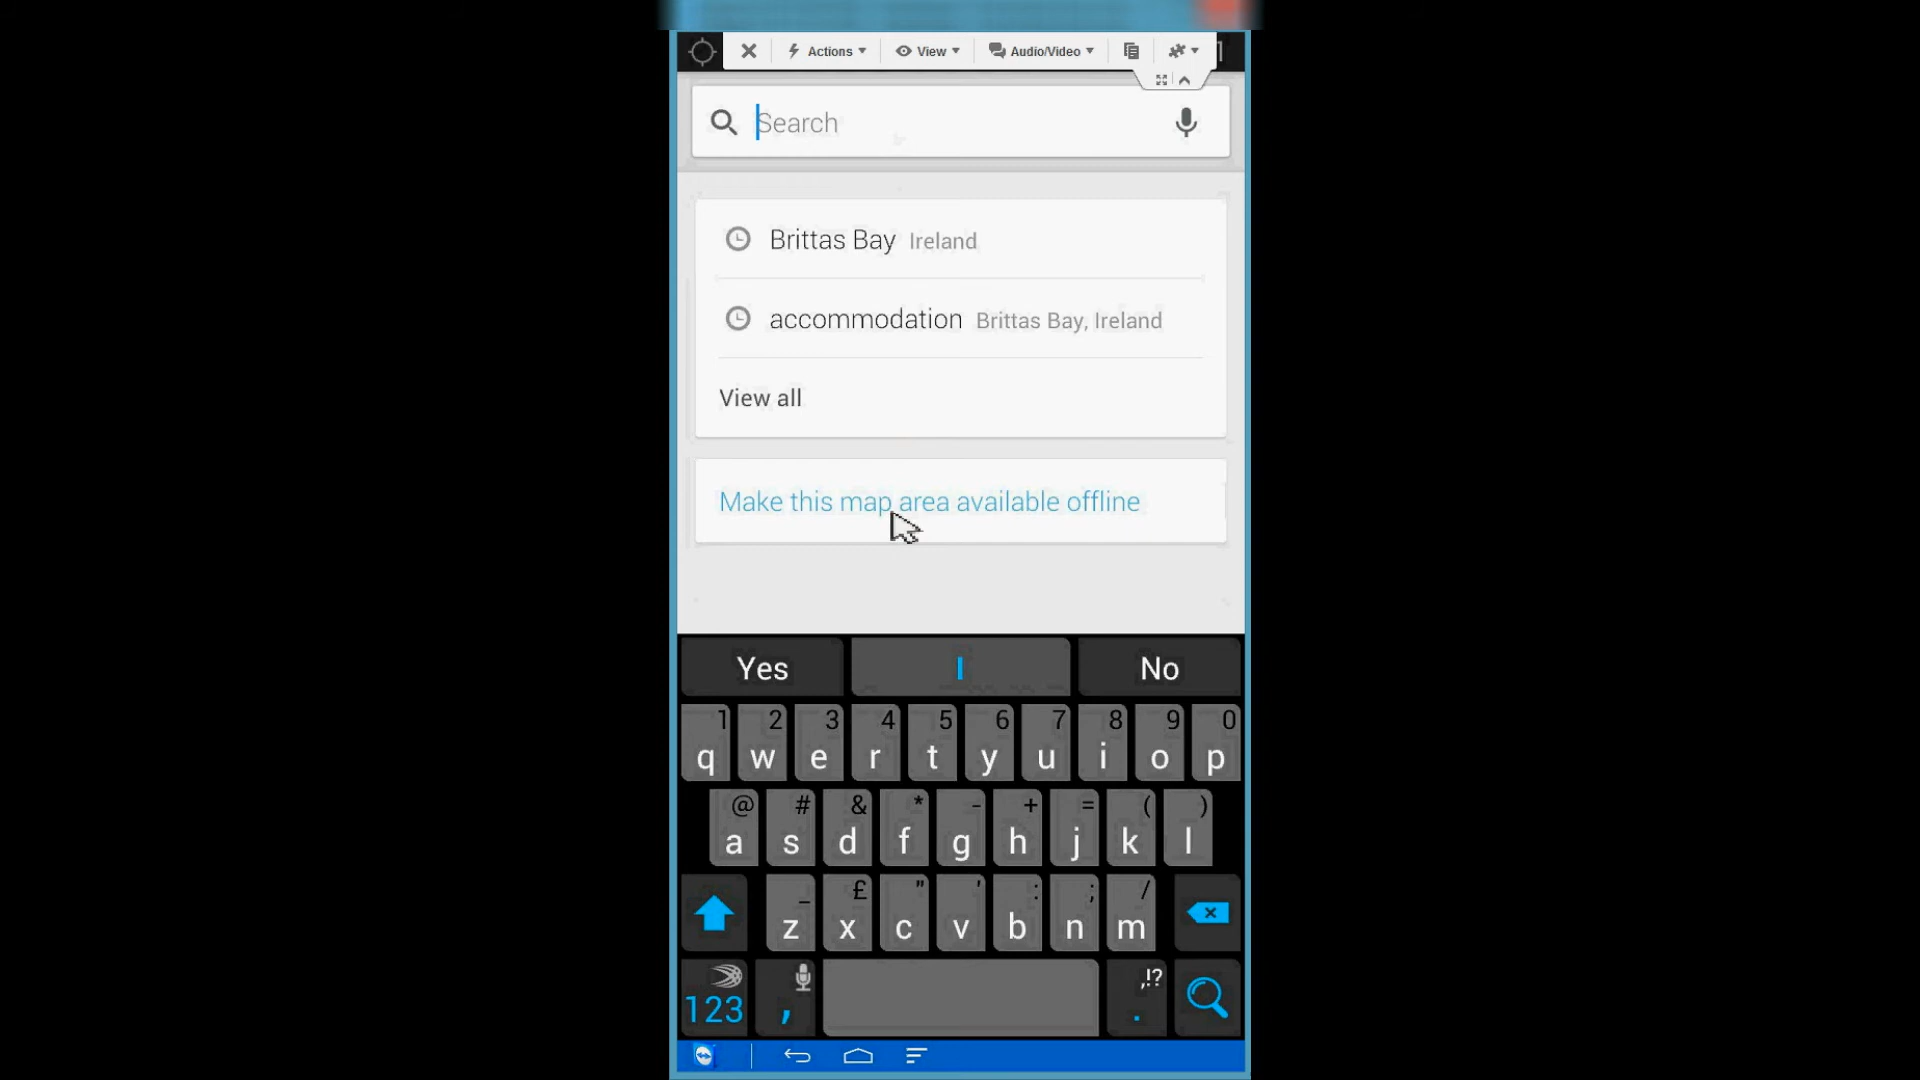 Actions View Audio/Video
Search
Brittas Bay Ireland
accommodation Brittas Bay, Ireland
View all
Make this map area available offline
Yes I No
1 2 3 4 5 6 7 8 9 0
q w e r t y u i o p
@ # & * - + = ( )
a s d f g h j k l
_ £ " ' : ; /
z x c v b n m
,!?
123 , .